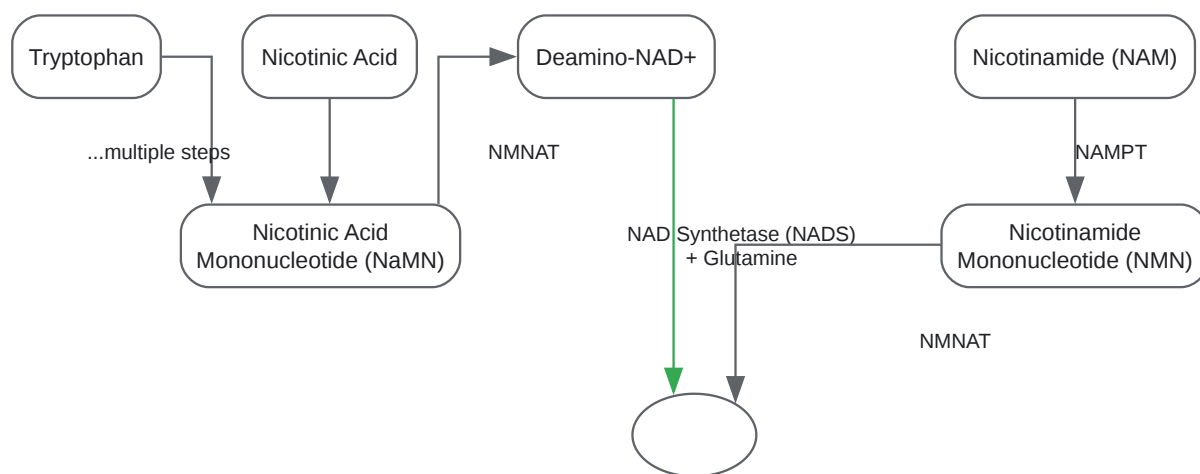 Tryptophan
Nicotinic Acid
Deamino-NAD+
Nicotinamide (NAM)
...multiple steps
NMNAT
NAMPT
Nicotinic Acid
Mononucleotide (NaMN)
NAD Synthetase (NADS)
+ Glutamine
Nicotinamide
Mononucleotide (NMN)
NMNAT